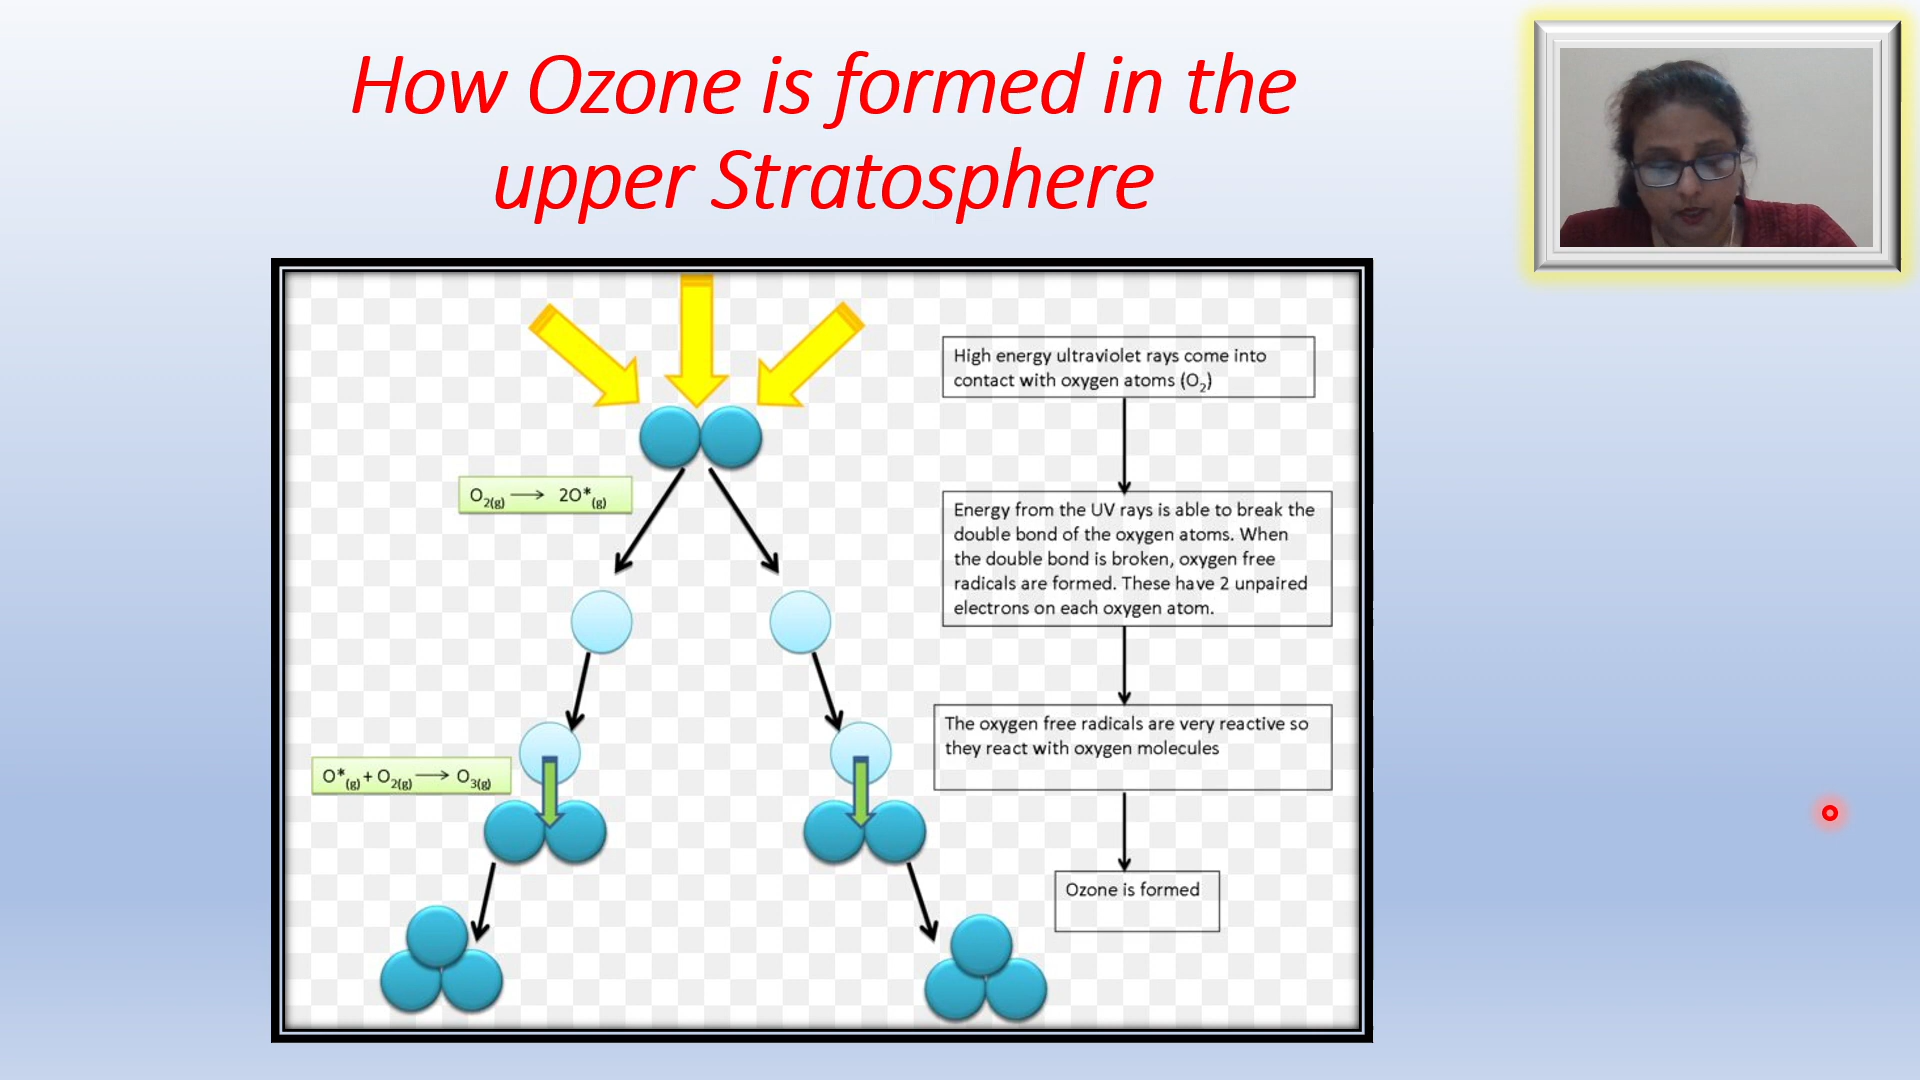 How Ozone is formed in the
upper Stratosphere
High energy ultraviolet rays come into
contact with oxygen atoms (O₂)
O₂(g) ⟶ 2O*(g)
Energy from the UV rays is able to break the
double bond of the oxygen atoms. When
the double bond is broken, oxygen free
radicals are formed. These have 2 unpaired
electrons on each oxygen atom.
The oxygen free radicals are very reactive so
they react with oxygen molecules
O*(g) + O₂(g) ⟶ O₃(g)
Ozone is formed